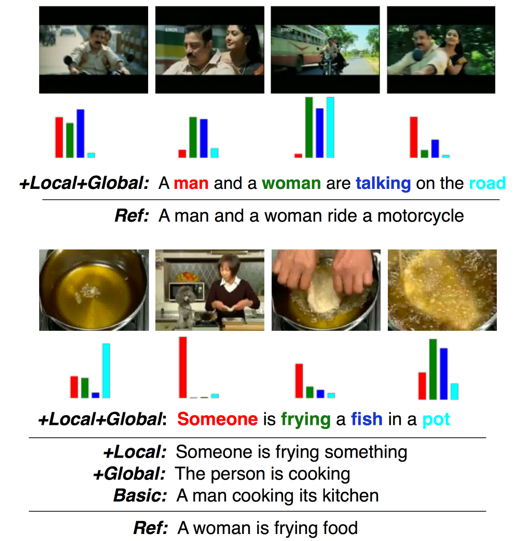 +Local+Global: A man and a woman are talking on the road
Ref: A man and a woman ride a motorcycle
+Local+Global: Someone is frying a fish in a pot
+Local: Someone is frying something
+Global: The person is cooking
Basic: A man cooking its kitchen
Ref: A woman is frying food